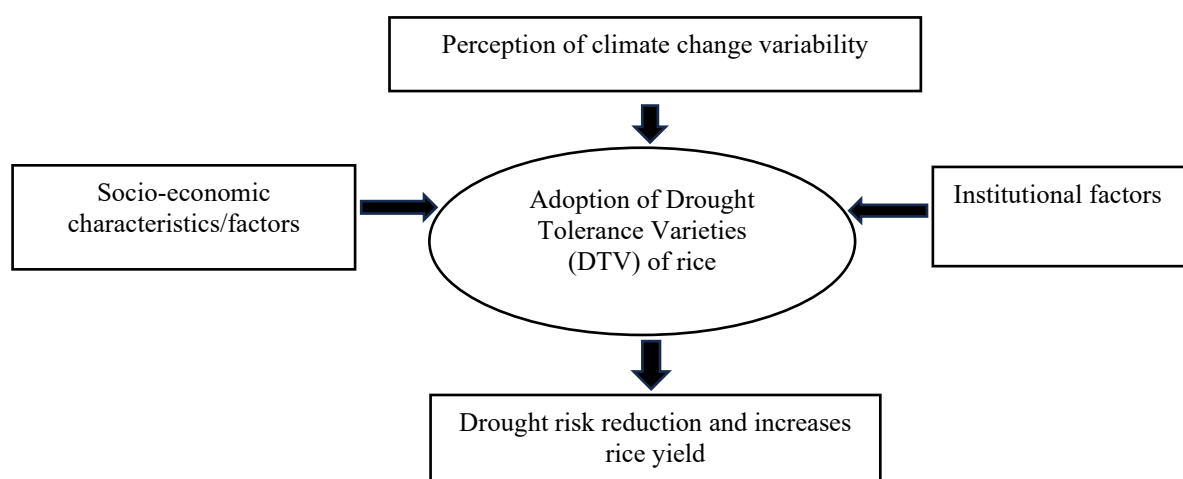 Perception of climate change variability
Socio-economic
characteristics/factors
Adoption of Drought
Tolerance Varieties
(DTV) of rice
Institutional factors
Drought risk reduction and increases
rice yield